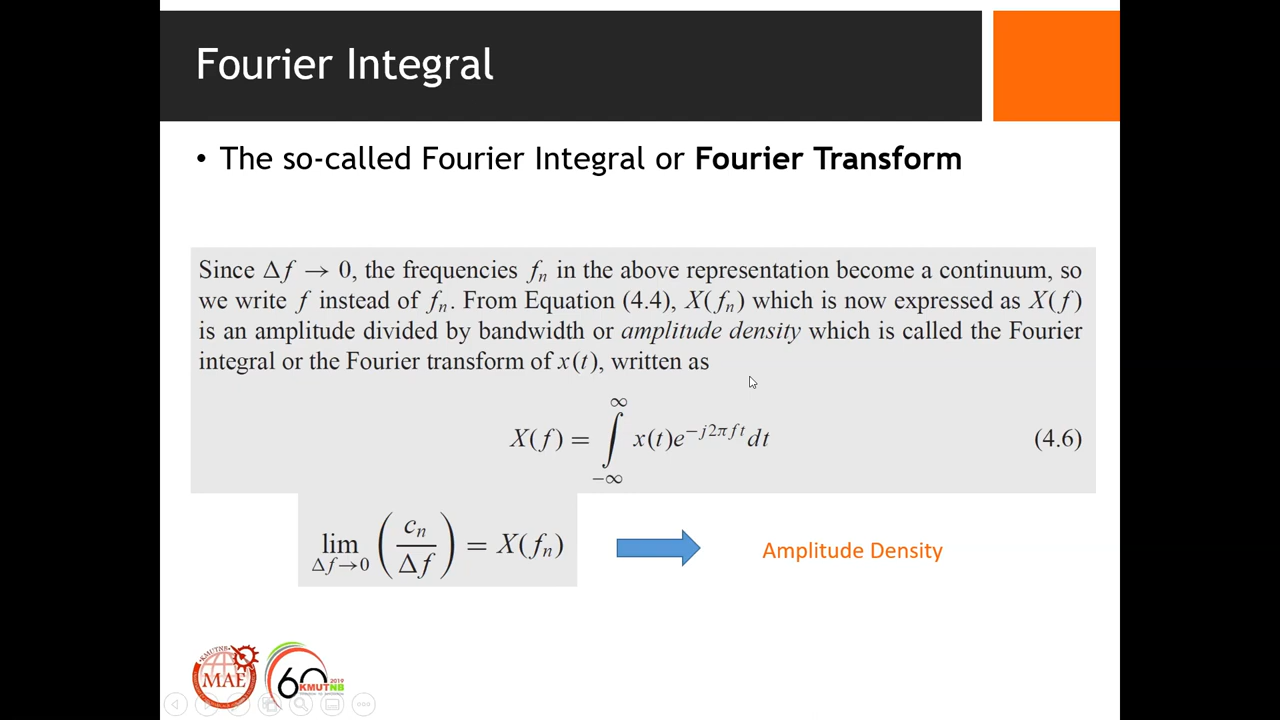 Fourier Integral
• The so-called Fourier Integral or Fourier Transform
Since Δf → 0, the frequencies fₙ in the above representation become a continuum, so
we write f instead of fₙ. From Equation (4.4), X(fₙ) which is now expressed as X(f)
is an amplitude divided by bandwidth or amplitude density which is called the Fourier
integral or the Fourier transform of x(t), written as
X(f) = ∫_{−∞}^{∞} x(t)e^{−j2πft}dt (4.6)
lim_{Δf→0} (cₙ/Δf) = X(fₙ)
Amplitude Density
KMUTNB
MAE
60
2019
KMUTNB